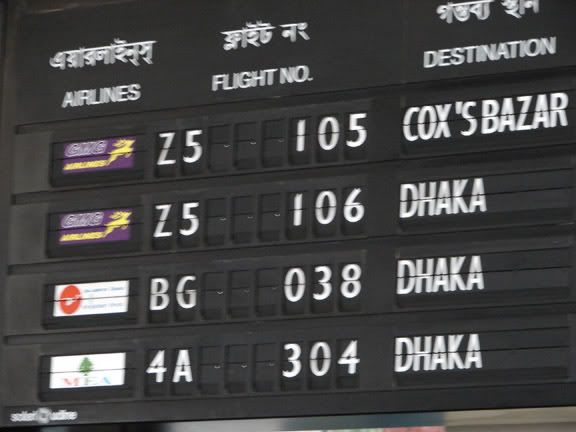 এয়ারলাইন্স্ ফ্লাইট নং গন্তব্য স্থান
AIRLINES FLIGHT NO. DESTINATION
GMG AIRLINES Z5 105 COX'S BAZAR
GMG AIRLINES Z5 106 DHAKA
BG 038 DHAKA
MEA 4A 304 DHAKA
solari udine